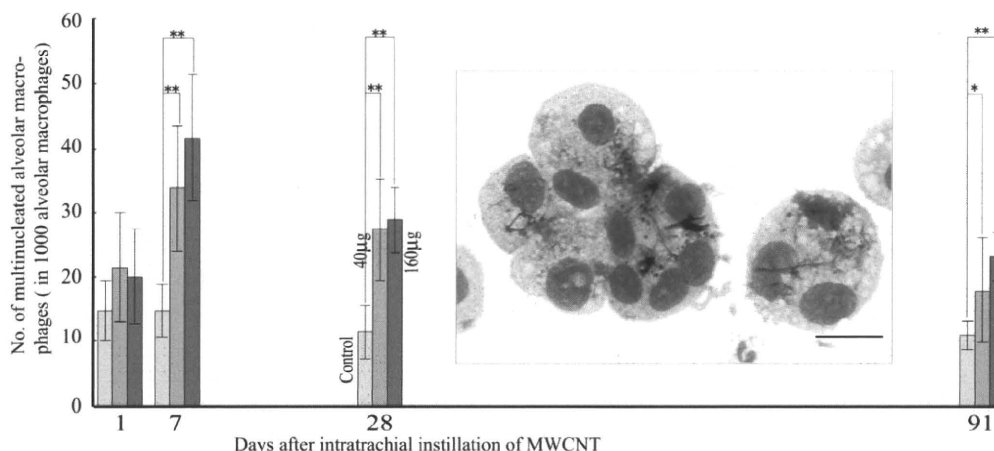 No. of multinucleated alveolar macro-
phages ( in 1000 alveolar macrophages)
60
50
40
30
20
10
0
**
**
**
**
**
*
Control
40µg
160µg
1
7
28
91
Days after intratrachial instillation of MWCNT